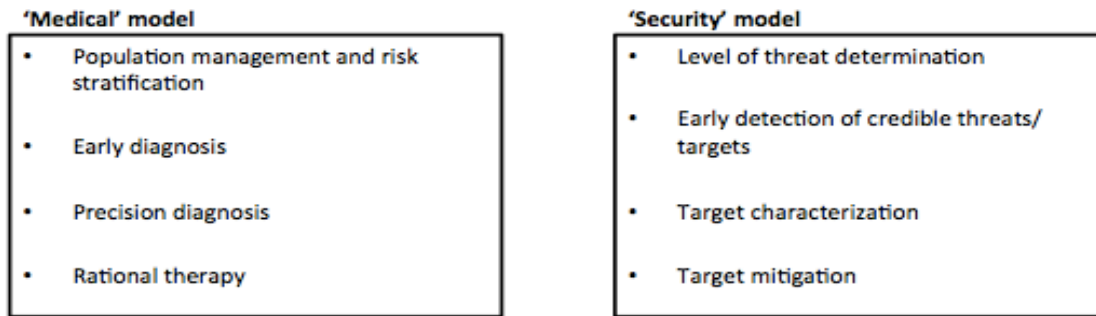 ‘Medical’ model
• Population management and risk
stratification
• Early diagnosis
• Precision diagnosis
• Rational therapy
‘Security’ model
• Level of threat determination
• Early detection of credible threats/
targets
• Target characterization
• Target mitigation